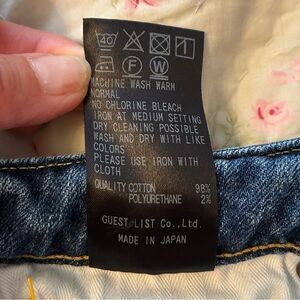 40
F W
MACHINE WASH WARM
NORMAL
NO CHLORINE BLEACH
IRON AT MEDIUM SETTING
DRY CLEANING POSSIBLE
WASH AND DRY WITH LIKE
COLORS
PLEASE USE IRON WITH
CLOTH
QUALITY COTTON 98%
POLYURETHANE 2%
GUEST LIST Co.,Ltd.
MADE IN JAPAN